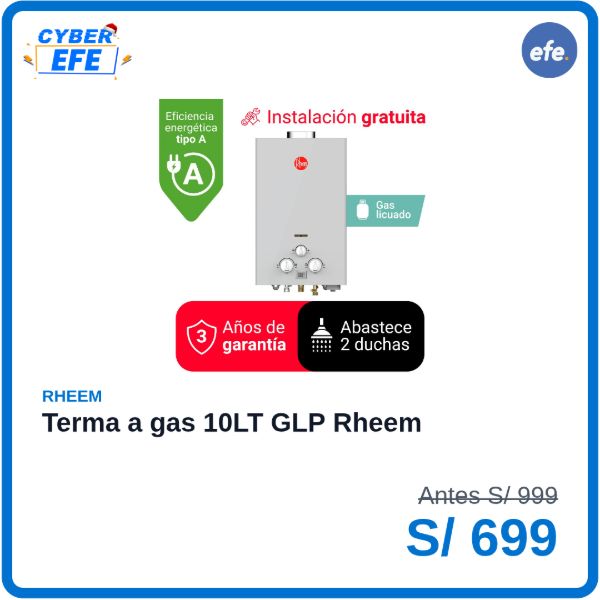 CYBER
EFE
efe.
Eficiencia
energética
tipo A
A
Instalación gratuita
Rheem
Gas
licuado
3
Años de
garantía
Abastece
2 duchas
RHEEM
Terma a gas 10LT GLP Rheem
Antes S/ 999
S/ 699